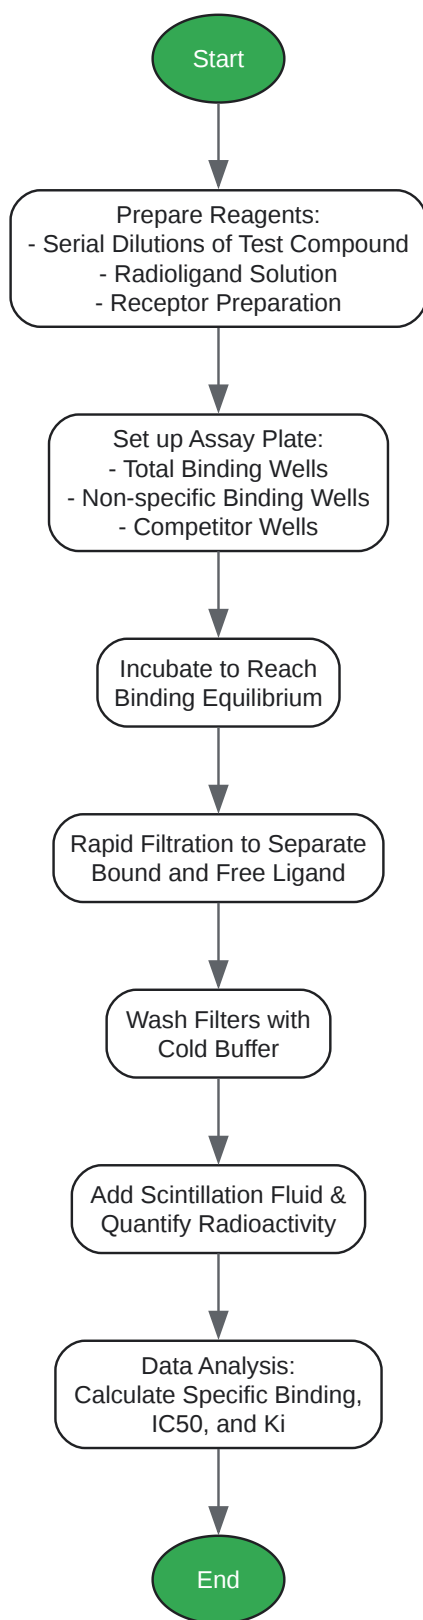 Start
Prepare Reagents:
- Serial Dilutions of Test Compound
- Radioligand Solution
- Receptor Preparation
Set up Assay Plate:
- Total Binding Wells
- Non-specific Binding Wells
- Competitor Wells
Incubate to Reach
Binding Equilibrium
Rapid Filtration to Separate
Bound and Free Ligand
Wash Filters with
Cold Buffer
Add Scintillation Fluid &
Quantify Radioactivity
Data Analysis:
Calculate Specific Binding,
IC50, and Ki
End